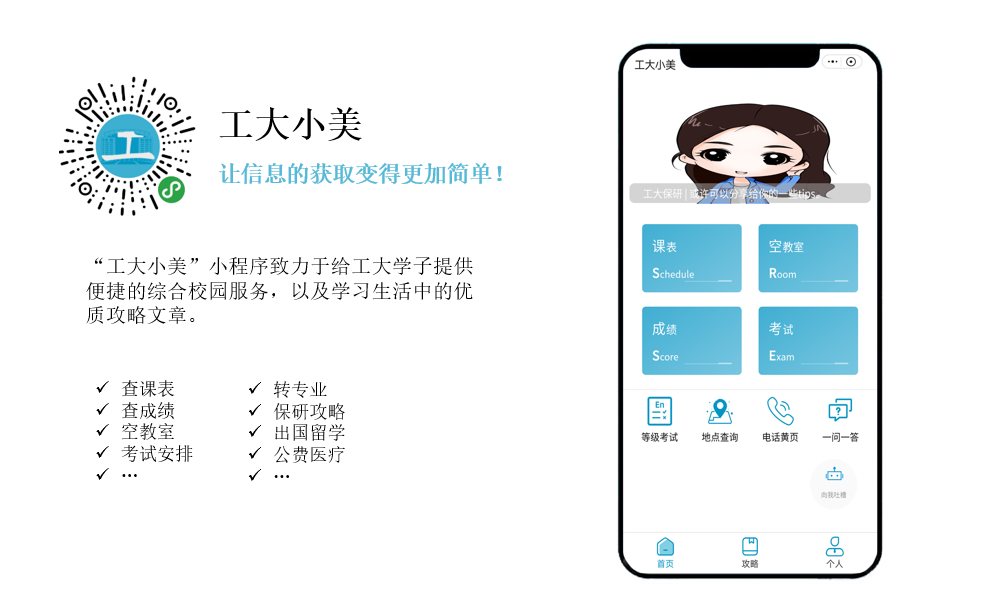 工大小美
让信息的获取变得更加简单！
“工大小美”小程序致力于给工大学子提供
便捷的综合校园服务，以及学习生活中的优
质攻略文章。
✓ 查课表
✓ 查成绩
✓ 空教室
✓ 考试安排
✓ …
✓ 转专业
✓ 保研攻略
✓ 出国留学
✓ 公费医疗
✓ …
工大小美
工大保研 | 或许可以分享给你的一些tips。
课表
Schedule
空教室
Room
成绩
Score
考试
Exam
En
等级考试
地点查询
电话黄页
?
一问一答
向我吐槽
首页
攻略
个人